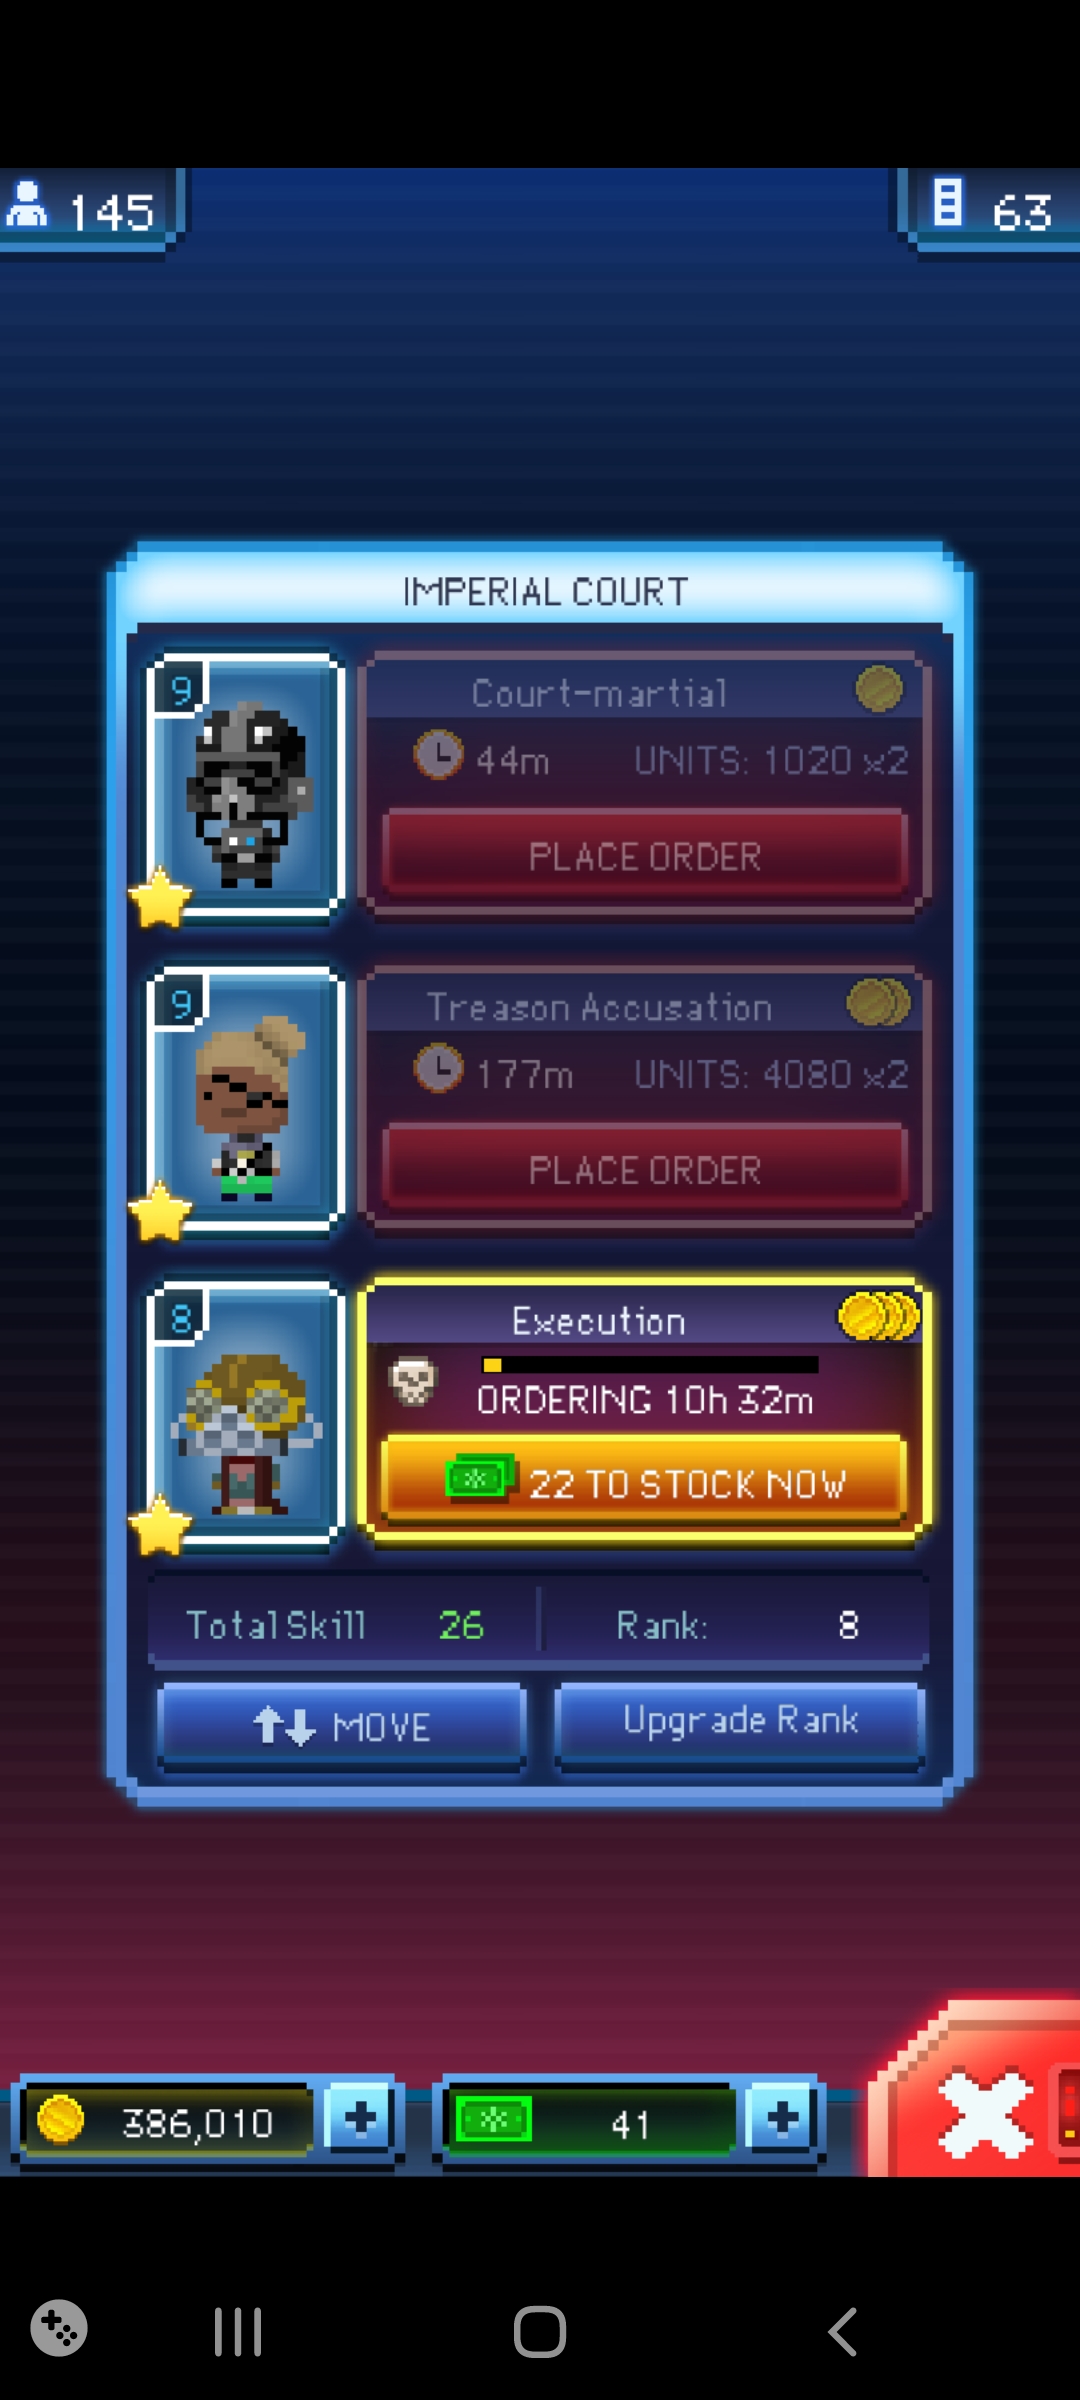 145
63
IMPERIAL COURT
9
Court-martial
44m UNITS: 1020 x2
PLACE ORDER
9
Treason Accusation
177m UNITS: 4080 x2
PLACE ORDER
8
Execution
ORDERING 10h 32m
22 TO STOCK NOW
Total Skill 26 Rank: 8
MOVE Upgrade Rank
386,010 + 41 +